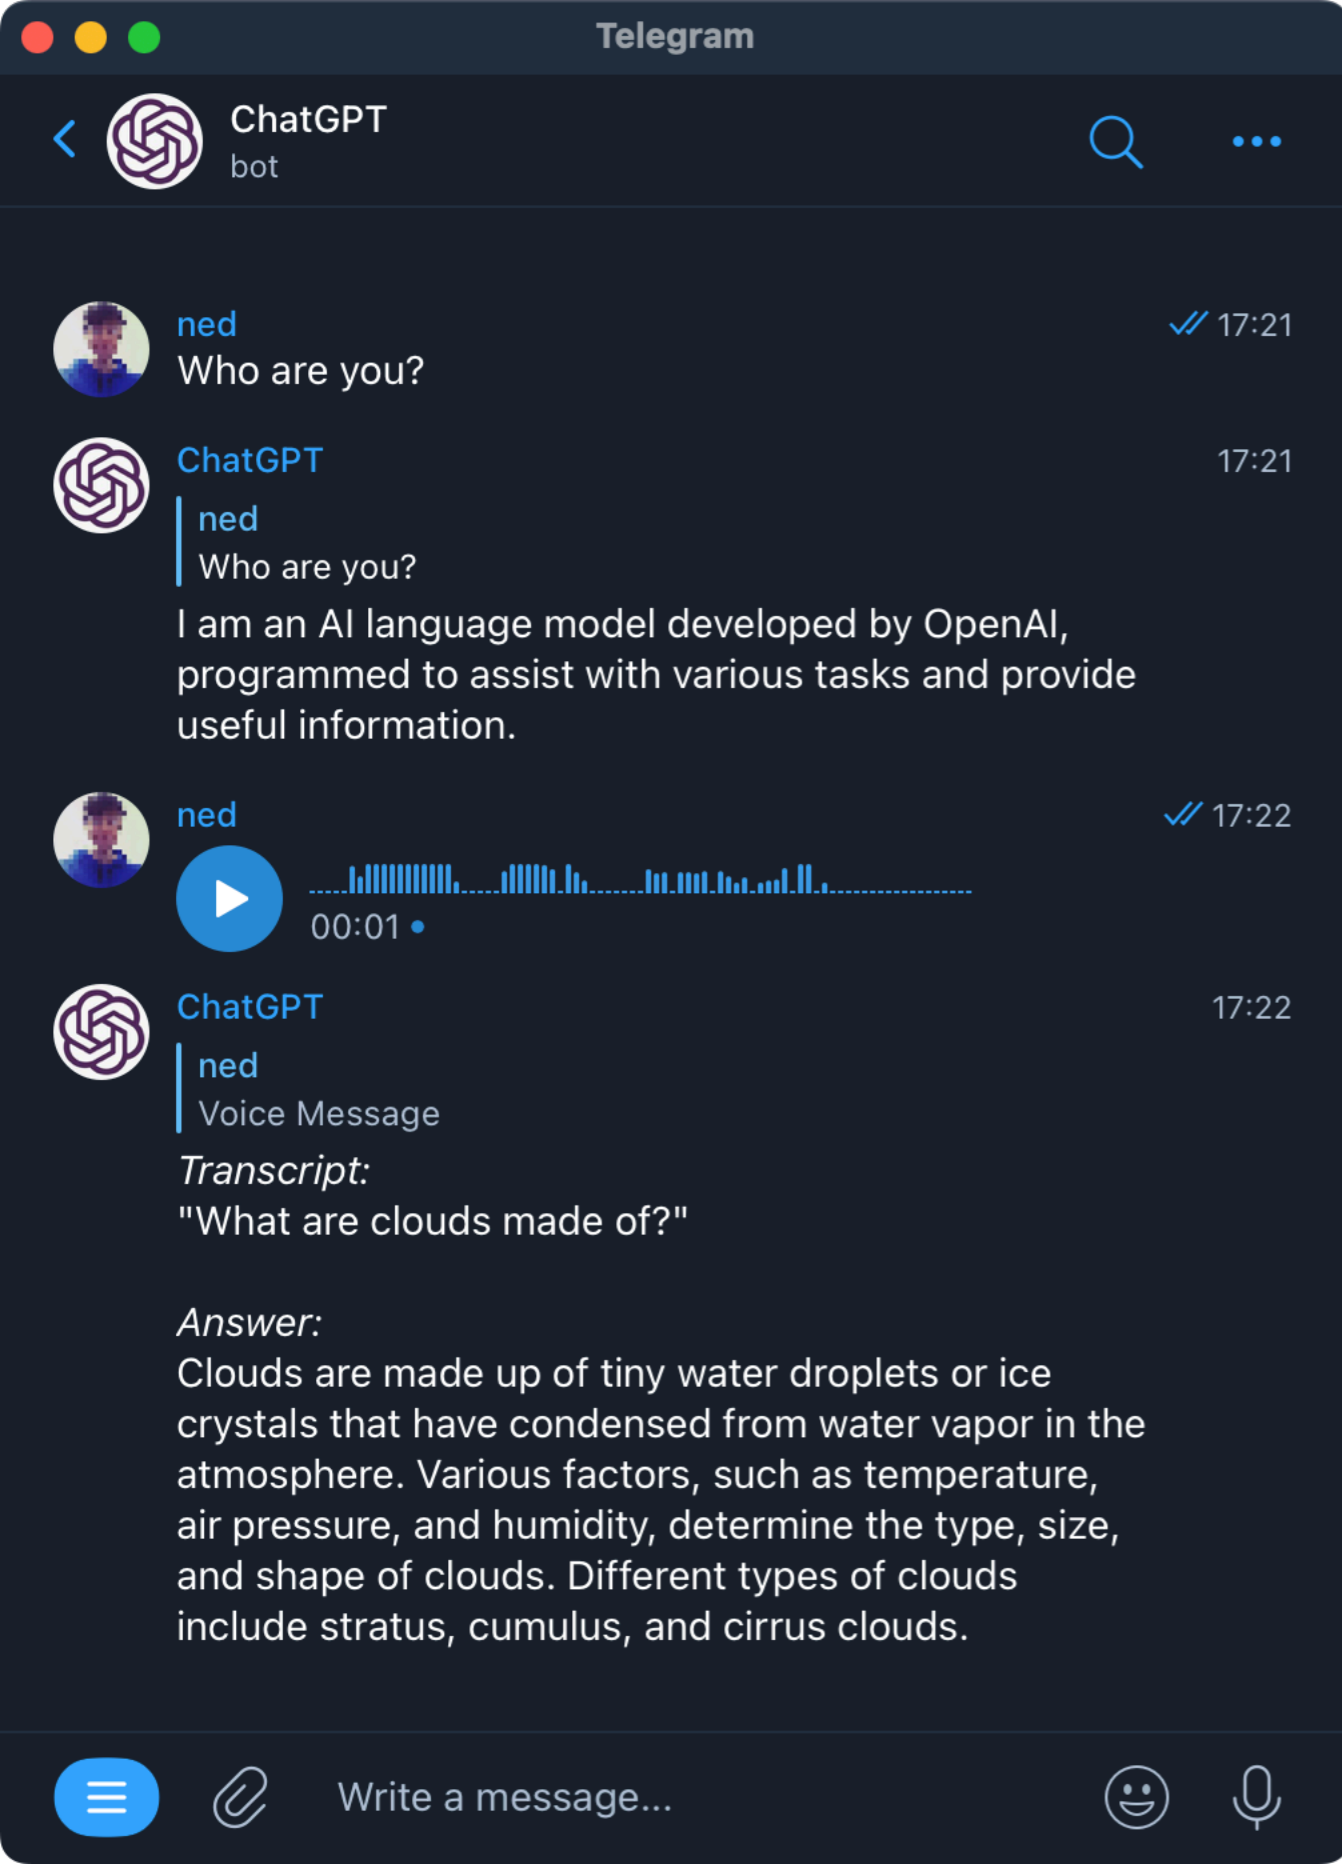 Telegram
ChatGPT
bot
ned
17:21
Who are you?
ChatGPT
17:21
ned
Who are you?
I am an AI language model developed by OpenAI,
programmed to assist with various tasks and provide
useful information.
ned
17:22
00:01
ChatGPT
17:22
ned
Voice Message
Transcript:
"What are clouds made of?"
Answer:
Clouds are made up of tiny water droplets or ice
crystals that have condensed from water vapor in the
atmosphere. Various factors, such as temperature,
air pressure, and humidity, determine the type, size,
and shape of clouds. Different types of clouds
include stratus, cumulus, and cirrus clouds.
Write a message...